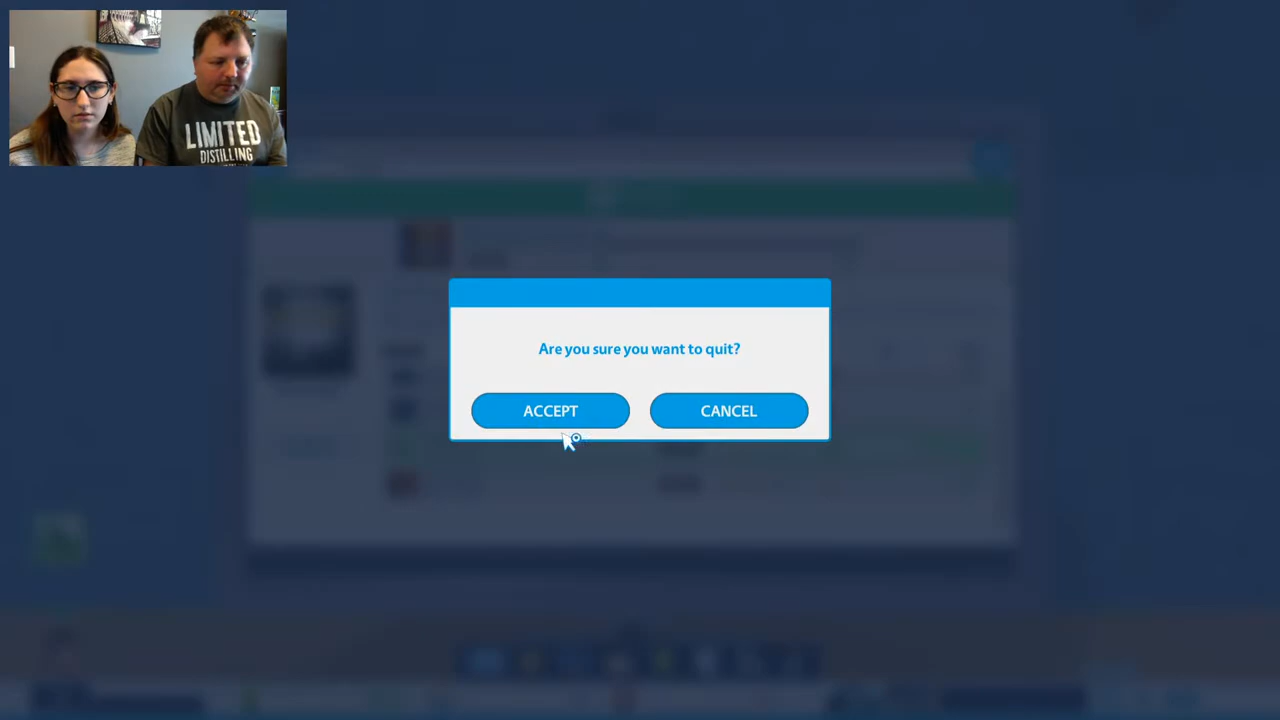 LIMITED
DISTILLING
Are you sure you want to quit?
ACCEPT
CANCEL